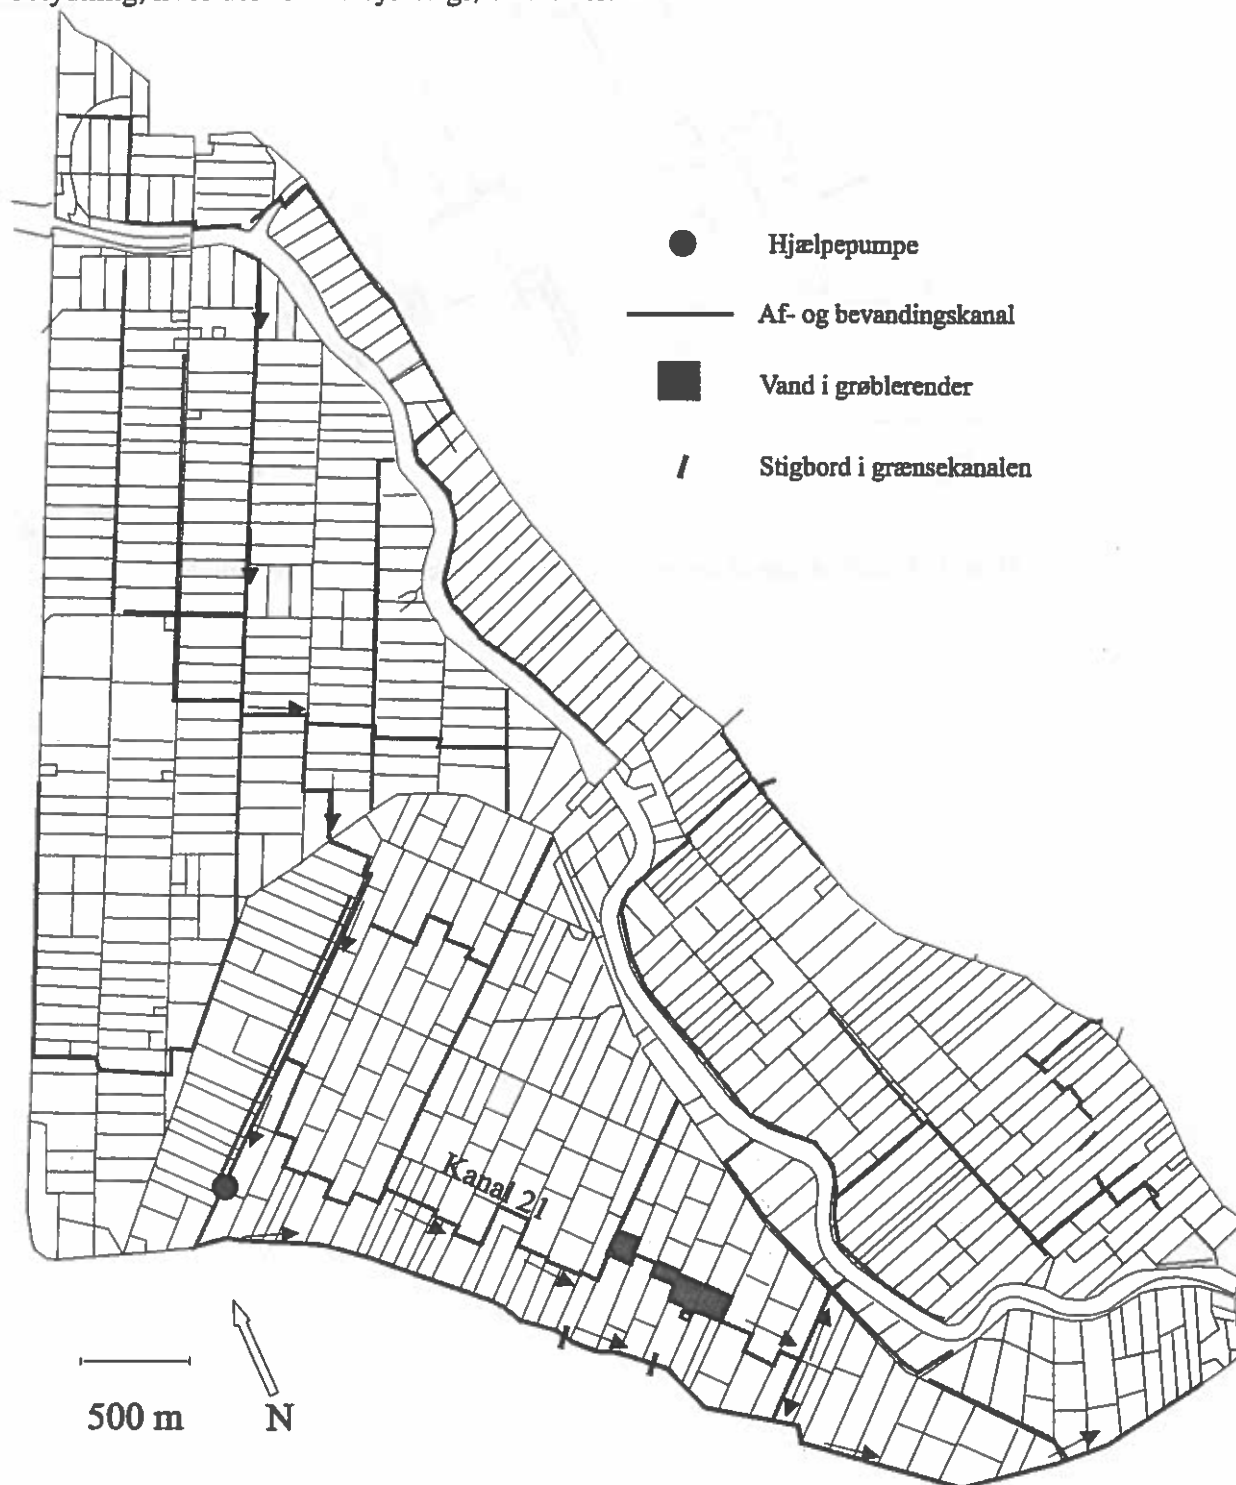 Hjælpepumpe
Af- og bevandingskanal
Vand i grøblerender
Stigbord i grænsekanalen
Kanal 21
500 m
N